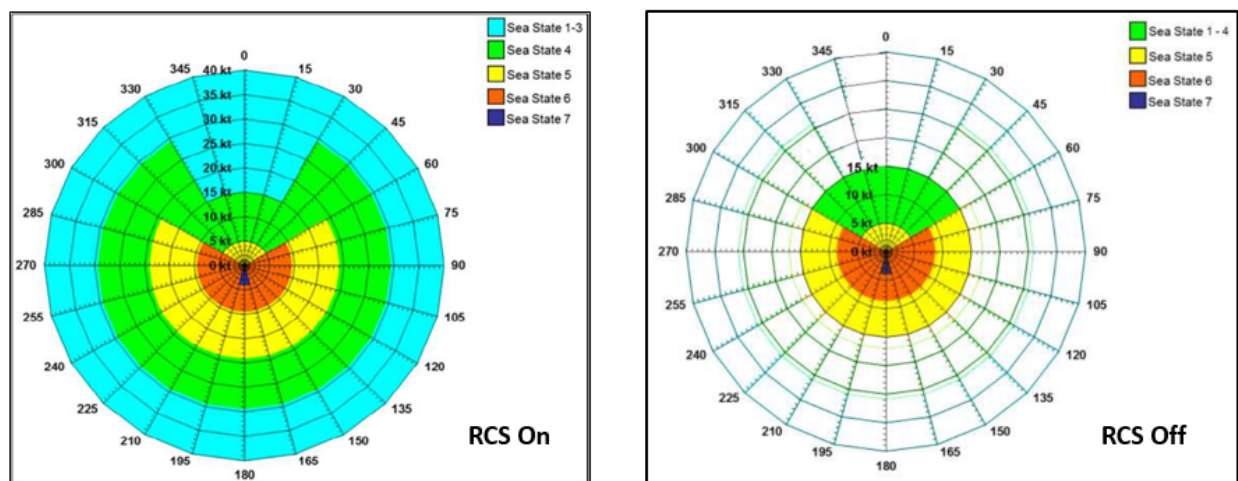 Sea State 1-3
Sea State 4
Sea State 5
Sea State 6
Sea State 7
0
15
30
45
60
75
90
105
120
135
150
165
180
195
210
225
240
255
270
285
300
315
330
345
40 kt
35 kt
30 kt
25 kt
20 kt
15 kt
10 kt
5 kt
0 kt
RCS On
Sea State 1 - 4
Sea State 5
Sea State 6
Sea State 7
0
15
30
45
60
75
90
105
120
135
150
165
180
195
210
225
240
255
270
285
300
315
330
345
15 kt
10 kt
5 kt
0 kt
RCS Off